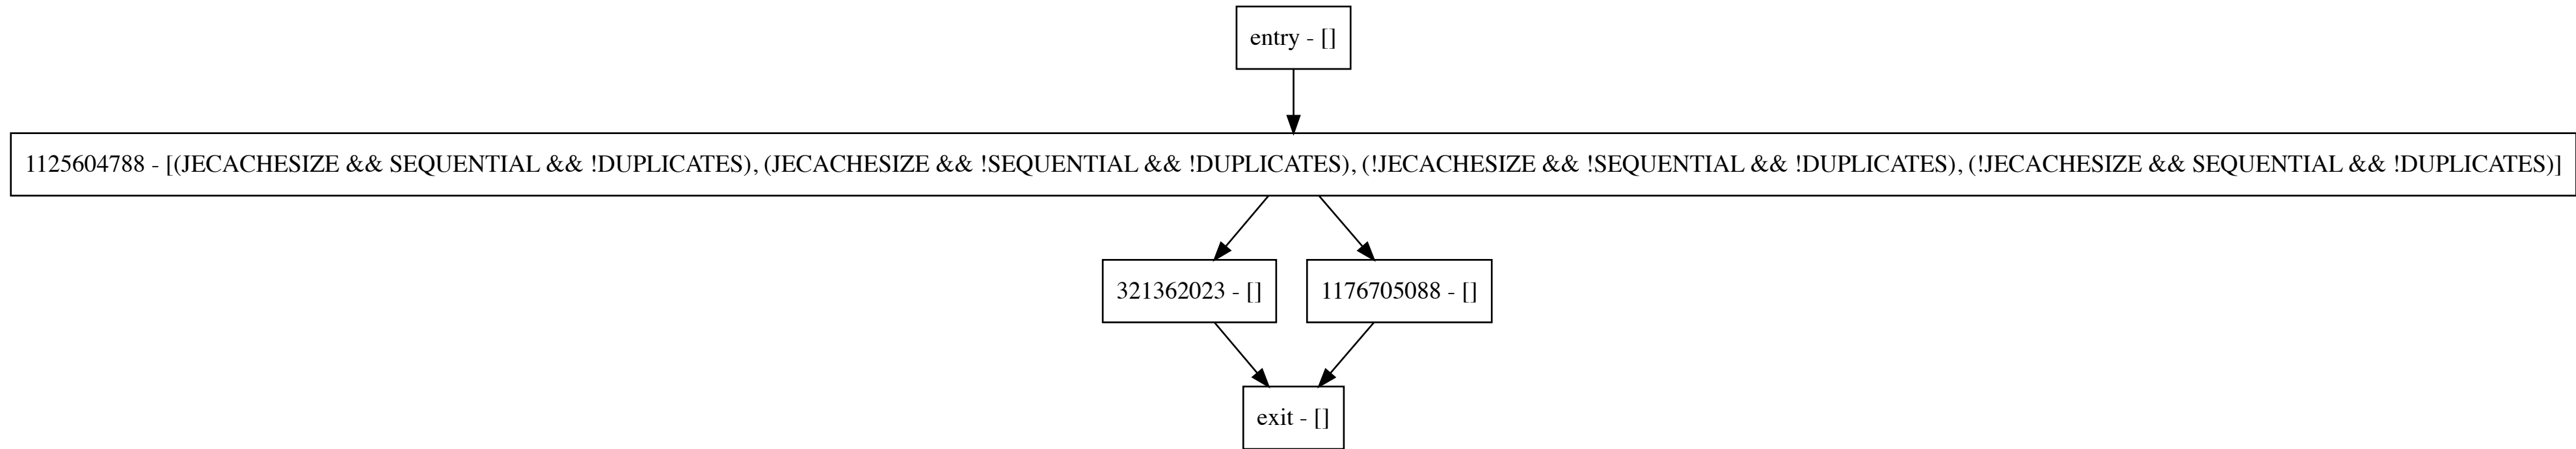 entry - []
1125604788 - [(JECACHESIZE && SEQUENTIAL && !DUPLICATES), (JECACHESIZE && !SEQUENTIAL && !DUPLICATES), (!JECACHESIZE && !SEQUENTIAL && !DUPLICATES), (!JECACHESIZE && SEQUENTIAL && !DUPLICATES)]
321362023 - []
1176705088 - []
exit - []